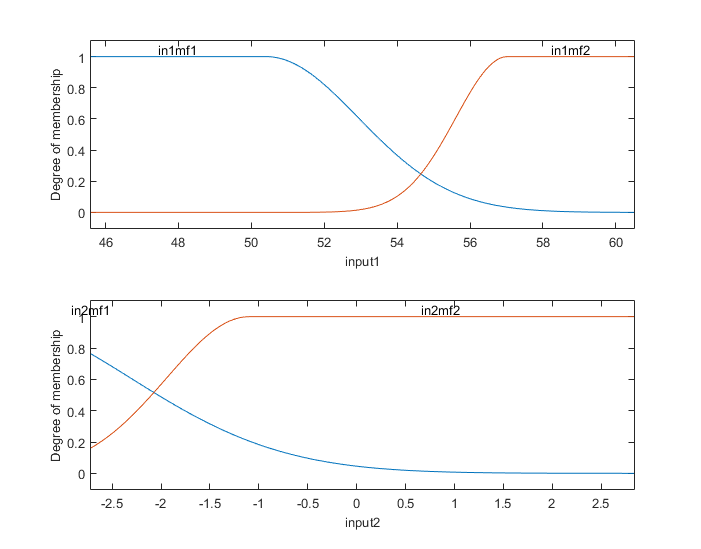 in1mf1 in1mf2
1
0.8
0.6
0.4
0.2
0
Degree of membership
46 48 50 52 54 56 58 60
input1
in2mf1 in2mf2
1
0.8
0.6
0.4
0.2
0
Degree of membership
-2.5 -2 -1.5 -1 -0.5 0 0.5 1 1.5 2 2.5
input2